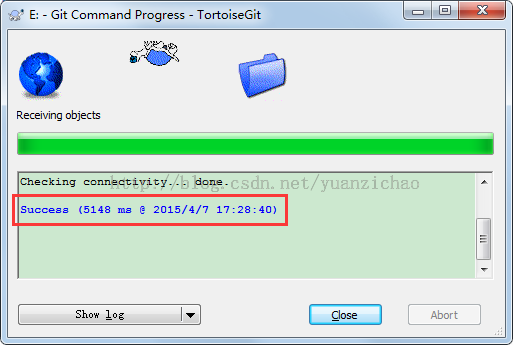 E: - Git Command Progress - TortoiseGit
Receiving objects
Checking connectivity... done.
http://blog.csdn.net/yuanzichao
Success (5148 ms @ 2015/4/7 17:28:40)
Show log
Close
Abort